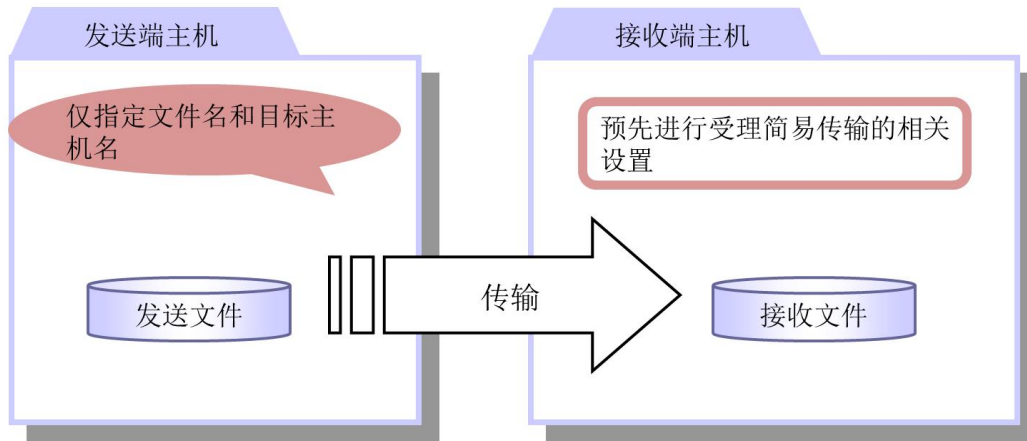 发送端主机
接收端主机
仅指定文件名和目标主
机名
预先进行受理简易传输的相关
设置
发送文件
传输
接收文件